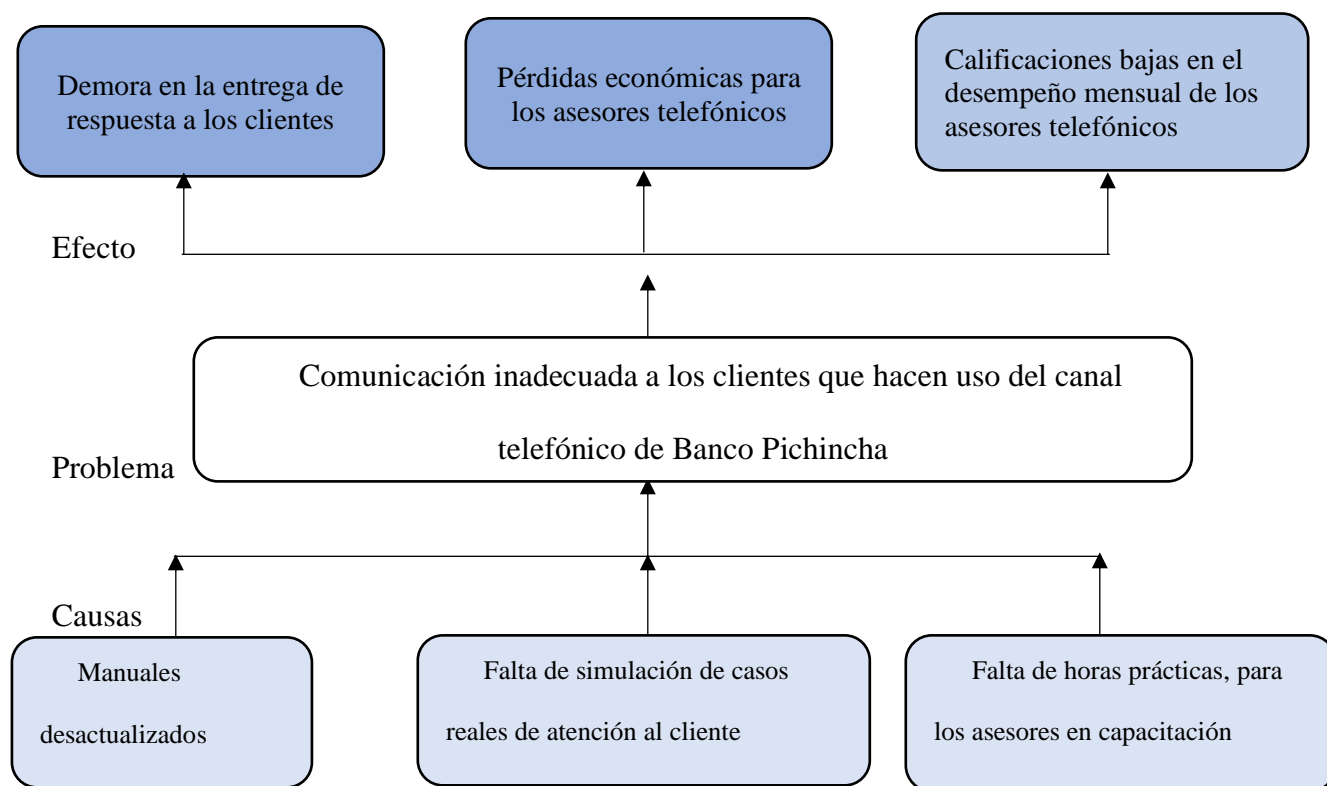 Demora en la entrega de
respuesta a los clientes
Pérdidas económicas para
los asesores telefónicos
Calificaciones bajas en el
desempeño mensual de los
asesores telefónicos
Efecto
Comunicación inadecuada a los clientes que hacen uso del canal
telefónico de Banco Pichincha
Problema
Causas
Manuales
desactualizados
Falta de simulación de casos
reales de atención al cliente
Falta de horas prácticas, para
los asesores en capacitación